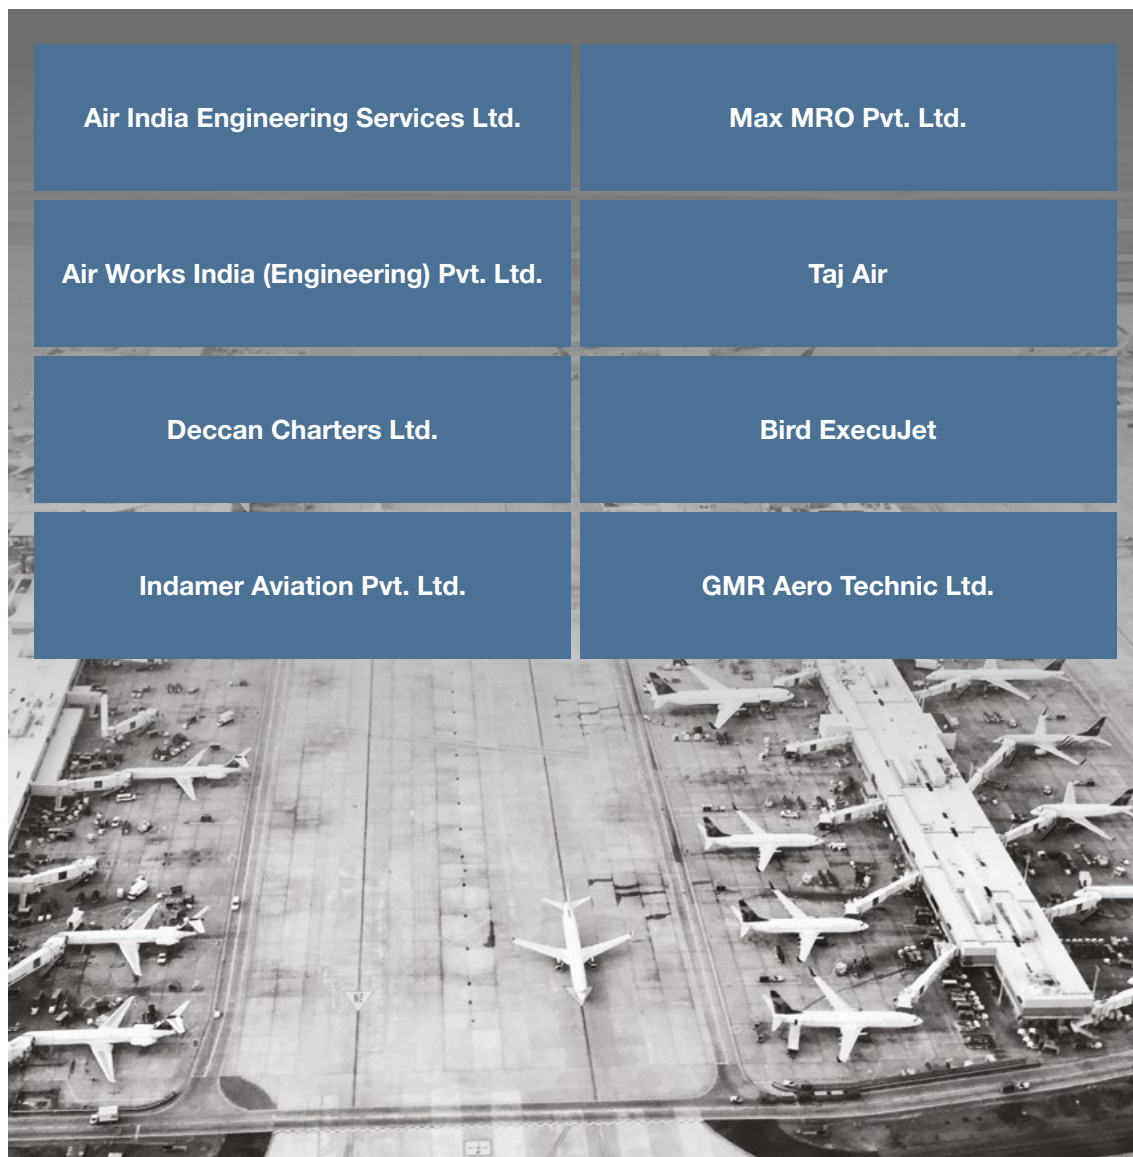 Air India Engineering Services Ltd.
Max MRO Pvt. Ltd.
Air Works India (Engineering) Pvt. Ltd.
Taj Air
Deccan Charters Ltd.
Bird ExecuJet
Indamer Aviation Pvt. Ltd.
GMR Aero Technic Ltd.